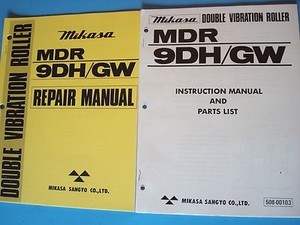 DOUBLE VIBRATION ROLLER
Mikasa
MDR
9DH/GW
REPAIR MANUAL
MIKASA SANGYO CO., LTD.
Mikasa DOUBLE VIBRATION ROLLER
MDR
9DH/GW
INSTRUCTION MANUAL
AND
PARTS LIST
MIKASA SANGYO CO., LTD.
508-00103